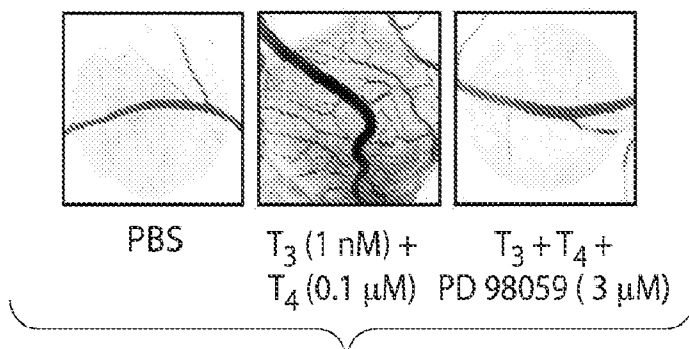 PBS
T3 (1 nM) +
T4 (0.1 μM)
T3 + T4 +
PD 98059 ( 3 μM)